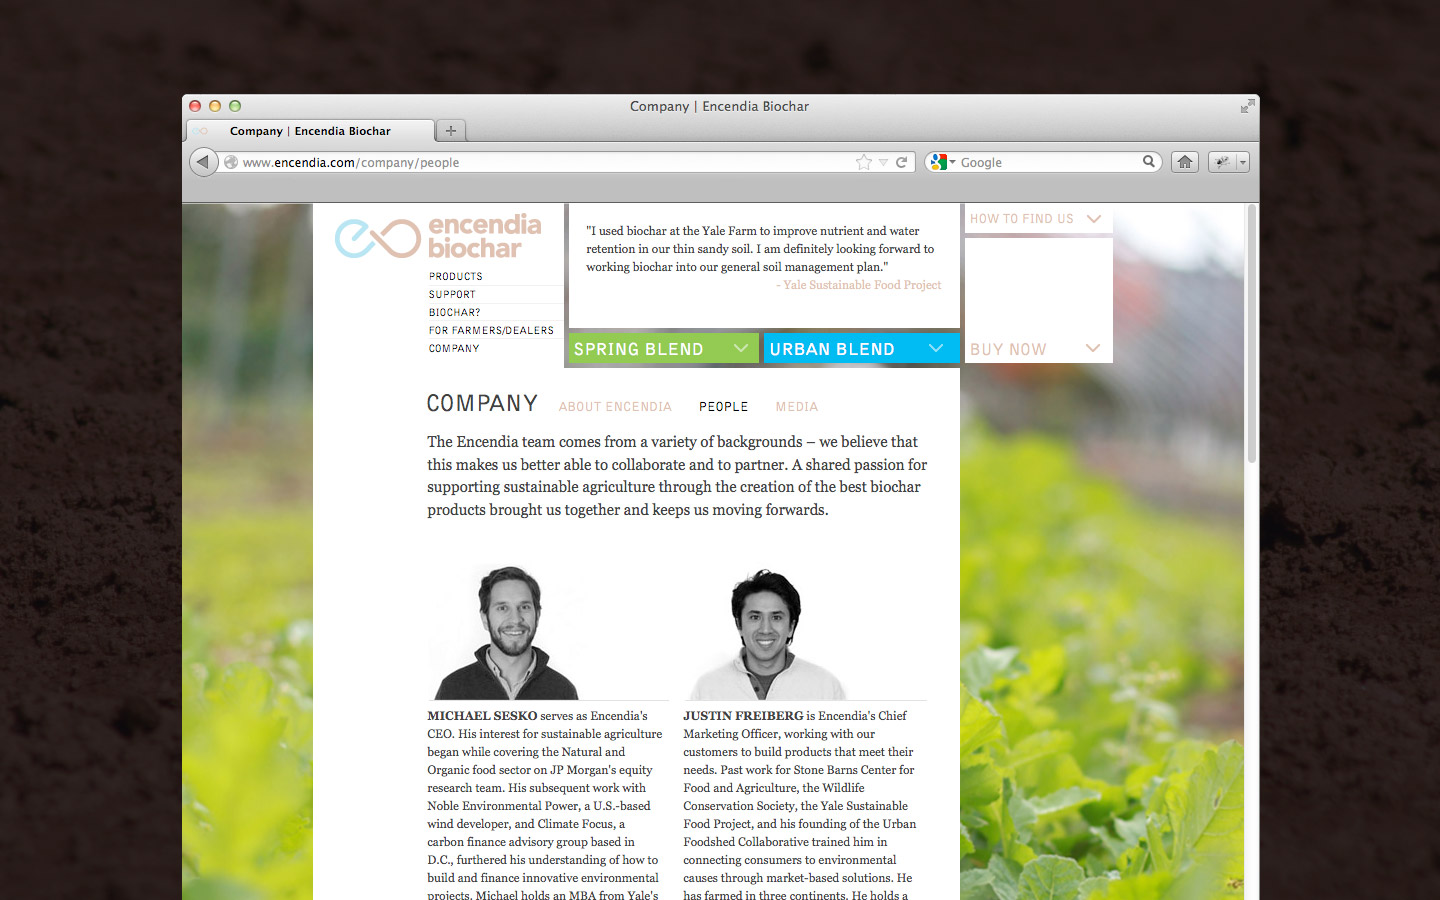 Company | Encendia Biochar
Company | Encendia Biochar
www.encendia.com/company/people
Google
encendia
biochar
PRODUCTS
SUPPORT
BIOCHAR?
FOR FARMERS/DEALERS
COMPANY
"I used biochar at the Yale Farm to improve nutrient and water
retention in our thin sandy soil. I am definitely looking forward to
working biochar into our general soil management plan."
- Yale Sustainable Food Project
SPRING BLEND
URBAN BLEND
HOW TO FIND US
BUY NOW
COMPANY ABOUT ENCENDIA PEOPLE MEDIA
The Encendia team comes from a variety of backgrounds – we believe that
this makes us better able to collaborate and to partner. A shared passion for
supporting sustainable agriculture through the creation of the best biochar
products brought us together and keeps us moving forwards.
MICHAEL SESKO serves as Encendia's
CEO. His interest for sustainable agriculture
began while covering the Natural and
Organic food sector on JP Morgan's equity
research team. His subsequent work with
Noble Environmental Power, a U.S.-based
wind developer, and Climate Focus, a
carbon finance advisory group based in
D.C., furthered his understanding of how to
build and finance innovative environmental
projects. Michael holds an MBA from Yale's
JUSTIN FREIBERG is Encendia's Chief
Marketing Officer, working with our
customers to build products that meet their
needs. Past work for Stone Barns Center for
Food and Agriculture, the Wildlife
Conservation Society, the Yale Sustainable
Food Project, and his founding of the Urban
Foodshed Collaborative trained him in
connecting consumers to environmental
causes through market-based solutions. He
has farmed in three continents. He holds a